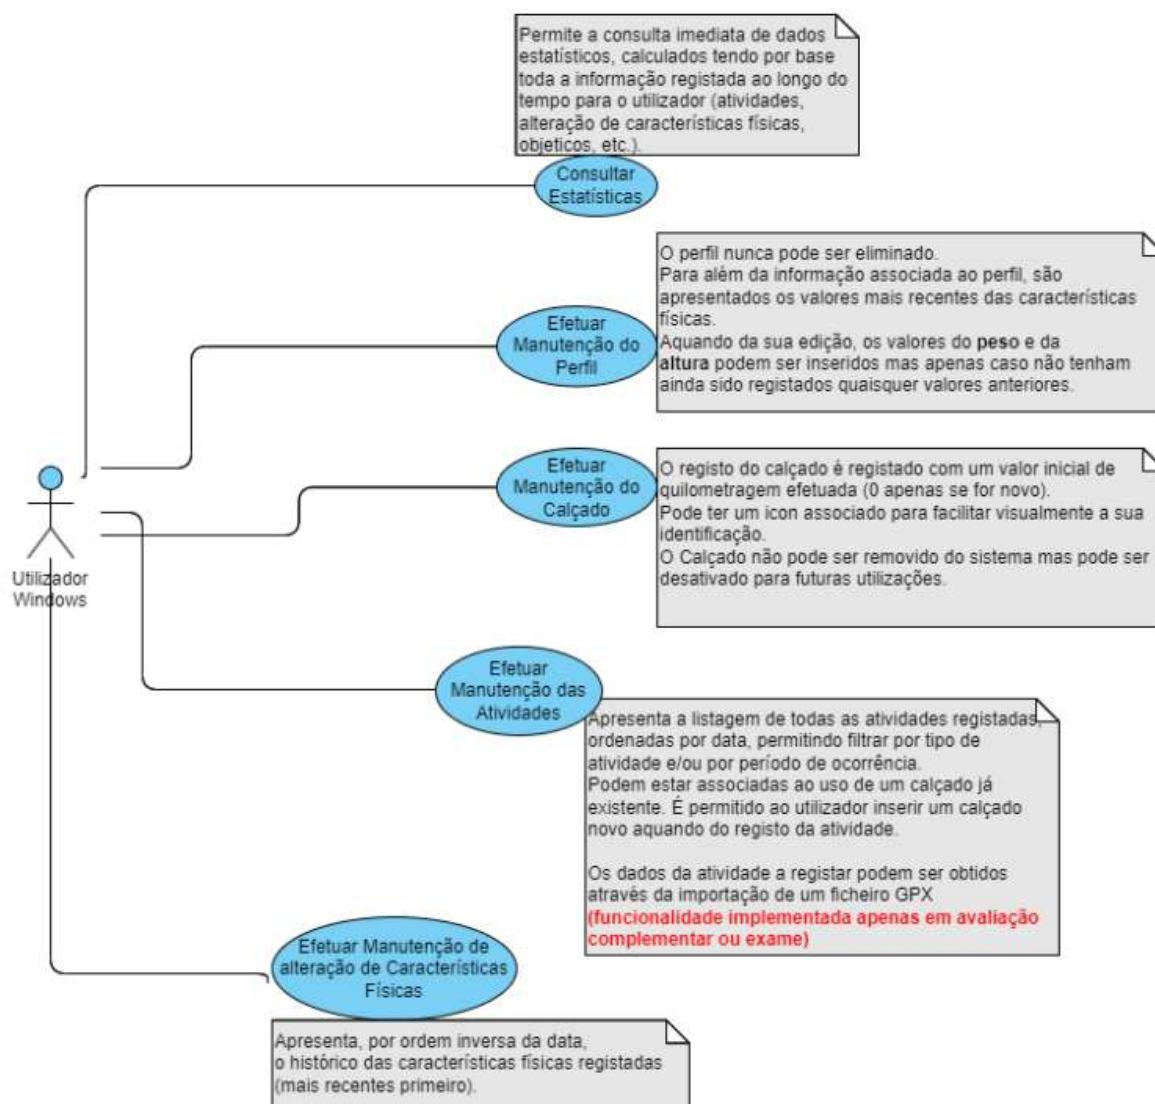 Permite a consulta imediata de dados
estatísticos, calculados tendo por base
toda a informação registada ao longo do
tempo para o utilizador (atividades,
alteração de características físicas,
objeticos, etc.).
Consultar
Estatísticas
O perfil nunca pode ser eliminado.
Para além da informação associada ao perfil, são
apresentados os valores mais recentes das características
físicas.
Aquando da sua edição, os valores do peso e da
altura podem ser inseridos mas apenas caso não tenham
ainda sido registados quaisquer valores anteriores.
Efetuar
Manutenção do
Perfil
O registo do calçado é registado com um valor inicial de
quilometragem efetuada (0 apenas se for novo).
Pode ter um icon associado para facilitar visualmente a sua
identificação.
O Calçado não pode ser removido do sistema mas pode ser
desativado para futuras utilizações.
Efetuar
Manutenção do
Calçado
Utilizador
Windows
Efetuar
Manutenção das
Atividades
Apresenta a listagem de todas as atividades registadas,
ordenadas por data, permitindo filtrar por tipo de
atividade e/ou por período de ocorrência.
Podem estar associadas ao uso de um calçado já
existente. É permitido ao utilizador inserir um calçado
novo aquando do registo da atividade.
Os dados da atividade a registar podem ser obtidos
através da importação de um ficheiro GPX
(funcionalidade implementada apenas em avaliação
complementar ou exame)
Efetuar Manutenção de
alteração de Características
Físicas
Apresenta, por ordem inversa da data,
o histórico das características físicas registadas
(mais recentes primeiro).